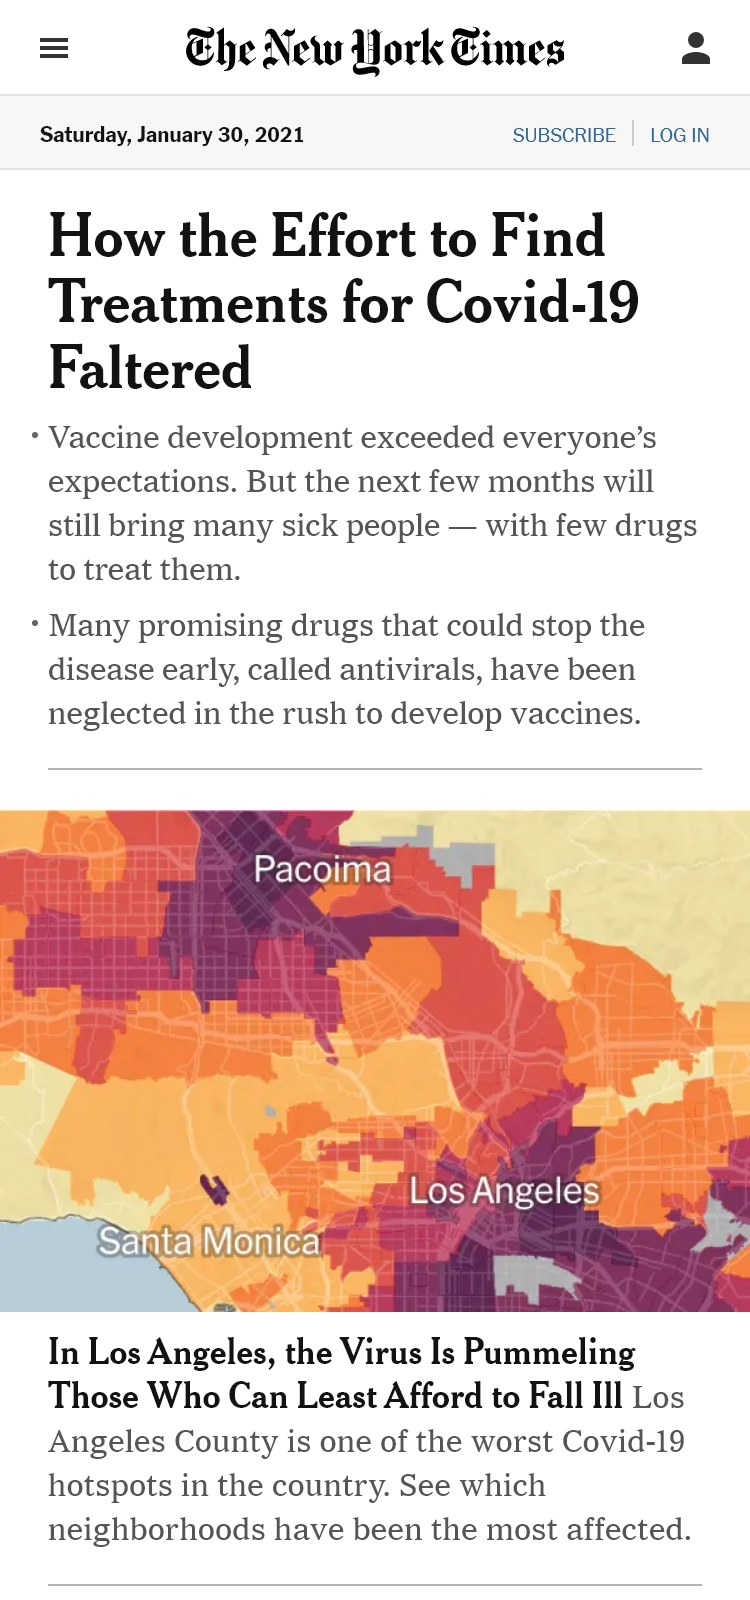 The New York Times
Saturday, January 30, 2021
SUBSCRIBE
LOG IN
How the Effort to Find
Treatments for Covid-19
Faltered
• Vaccine development exceeded everyone’s
expectations. But the next few months will
still bring many sick people — with few drugs
to treat them.
• Many promising drugs that could stop the
disease early, called antivirals, have been
neglected in the rush to develop vaccines.
Pacoima
Los Angeles
Santa Monica
In Los Angeles, the Virus Is Pummeling
Those Who Can Least Afford to Fall Ill Los
Angeles County is one of the worst Covid-19
hotspots in the country. See which
neighborhoods have been the most affected.